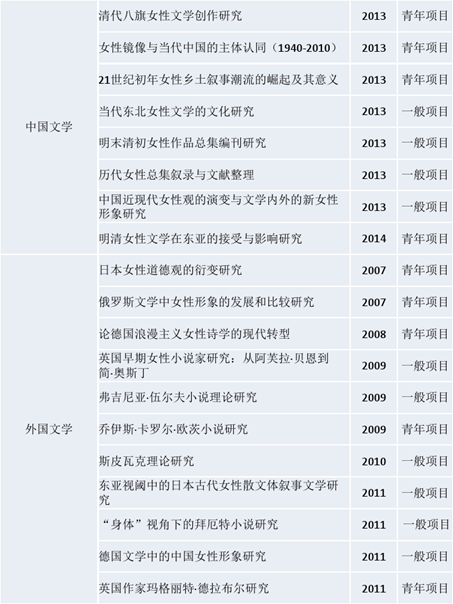 中国文学
清代八旗女性文学创作研究 2013 青年项目
女性镜像与当代中国的主体认同（1940-2010） 2013 青年项目
21世纪初年女性乡土叙事潮流的崛起及其意义 2013 青年项目
当代东北女性文学的文化研究 2013 一般项目
明末清初女性作品总集编刊研究 2013 一般项目
历代女性总集叙录与文献整理 2013 一般项目
中国近现代女性观的演变与文学内外的新女性
形象研究 2013 一般项目
明清女性文学在东亚的接受与影响研究 2014 青年项目
外国文学
日本女性道德观的衍变研究 2007 青年项目
俄罗斯文学中女性形象的发展和比较研究 2007 青年项目
论德国浪漫主义女性诗学的现代转型 2008 青年项目
英国早期女性小说家研究：从阿芙拉·贝恩到
简·奥斯丁 2009 一般项目
弗吉尼亚·伍尔夫小说理论研究 2009 一般项目
乔伊斯·卡罗尔·欧茨小说研究 2009 青年项目
斯皮瓦克理论研究 2010 一般项目
东亚视阈中的日本古代女性散文体叙事文学研
究 2011 一般项目
“身体”视角下的拜厄特小说研究 2011 一般项目
德国文学中的中国女性形象研究 2011 一般项目
英国作家玛格丽特·德拉布尔研究 2011 青年项目